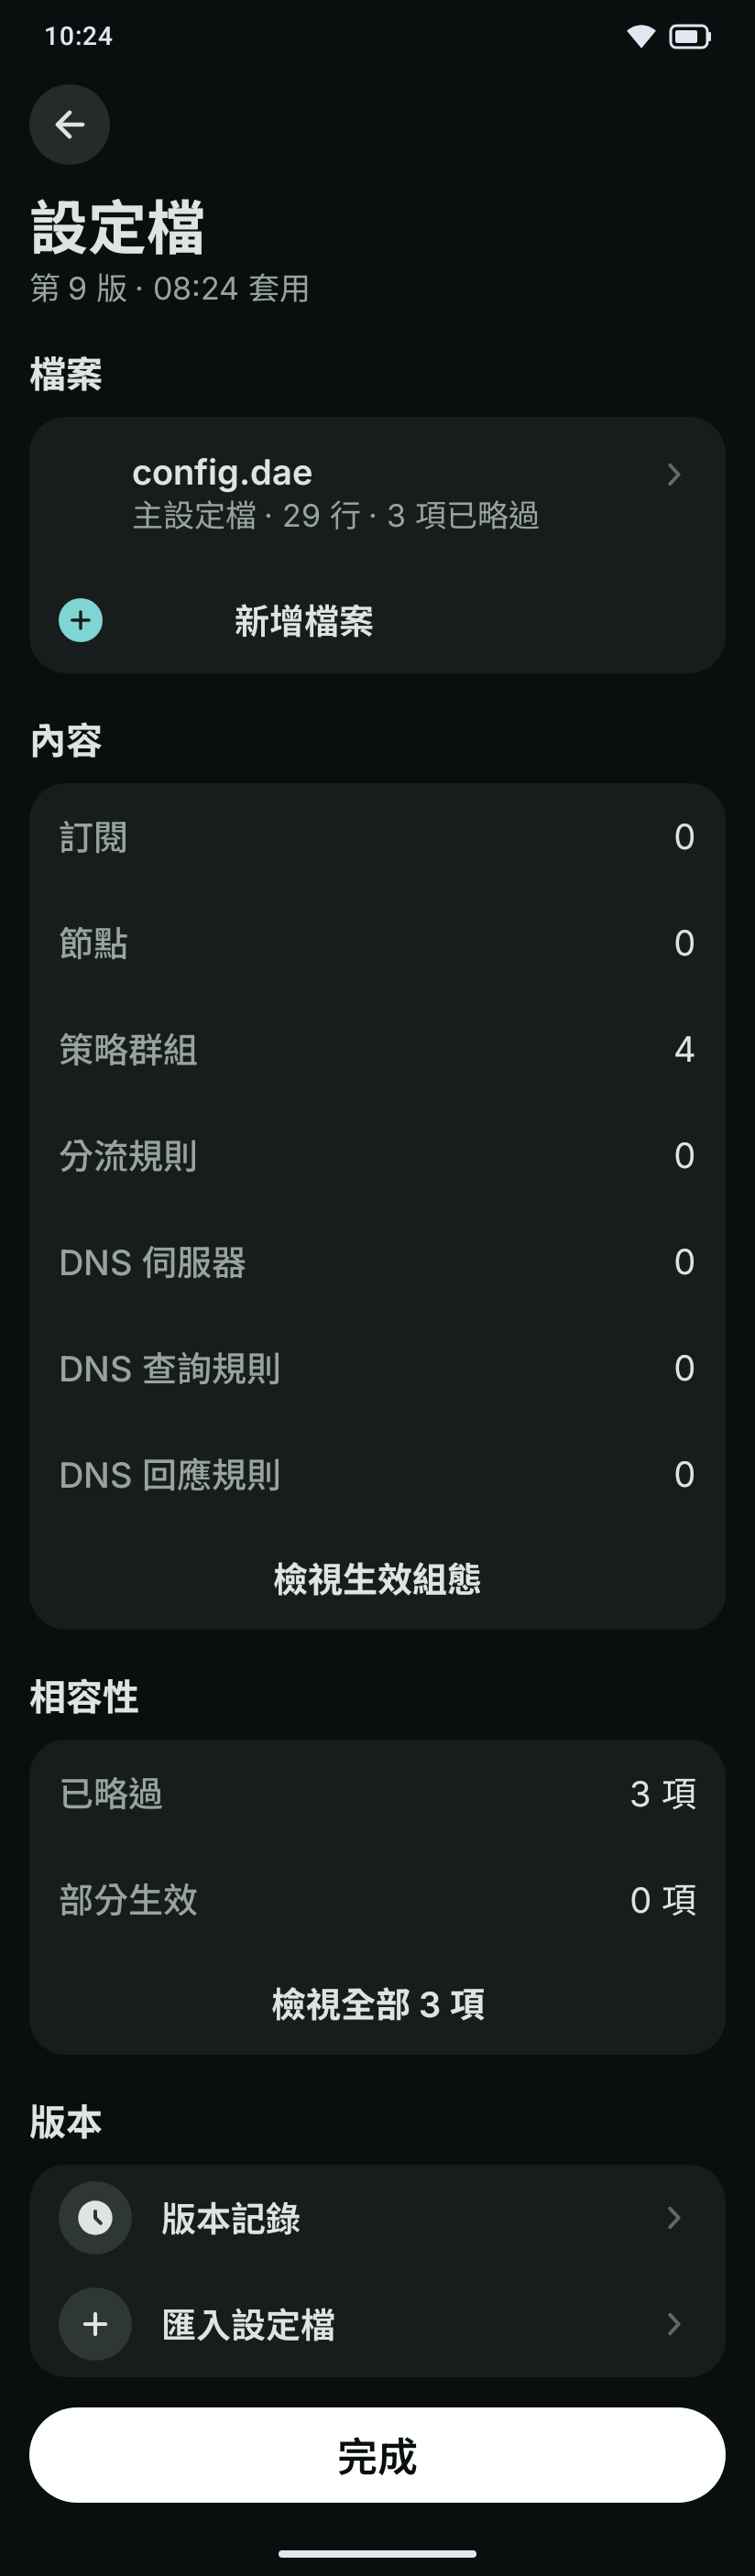 10:24
設定檔
第 9 版 · 08:24 套用
檔案
config.dae
主設定檔 · 29 行 · 3 項已略過
新增檔案
內容
訂閱 0
節點 0
策略群組 4
分流規則 0
DNS 伺服器 0
DNS 查詢規則 0
DNS 回應規則 0
檢視生效組態
相容性
已略過 3 項
部分生效 0 項
檢視全部 3 項
版本
版本記錄
匯入設定檔
完成